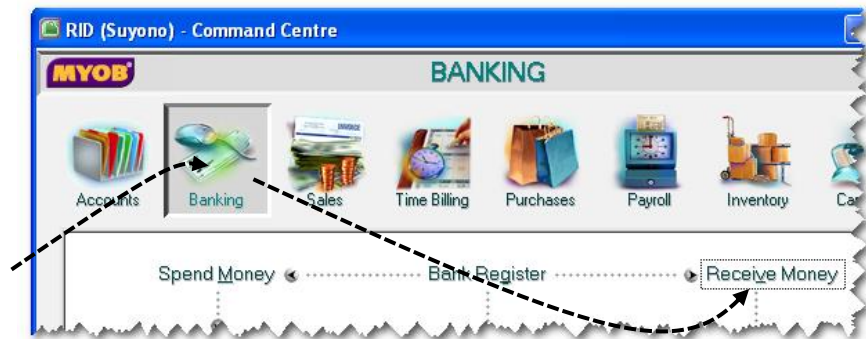 RID (Suyono) - Command Centre
MYOB
BANKING
INVOICE
Accounts Banking Sales Time Billing Purchases Payroll Inventory
Spend Money Bank Register Receive Money